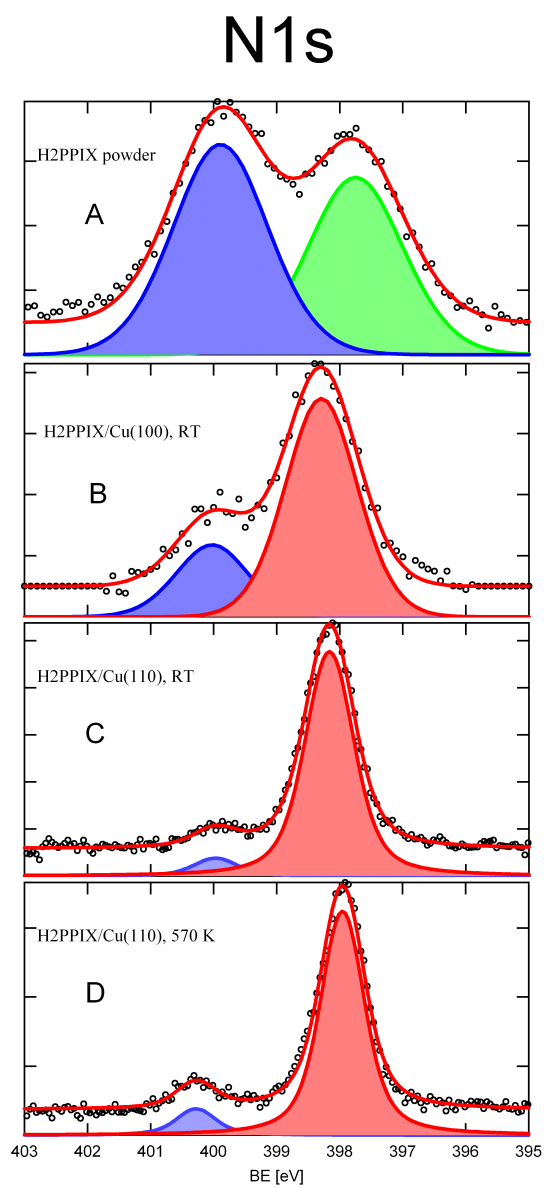 N1s
H2PPIX powder
A
H2PPIX/Cu(100), RT
B
H2PPIX/Cu(110), RT
C
H2PPIX/Cu(110), 570 K
D
403 402 401 400 399 398 397 396 395
BE [eV]